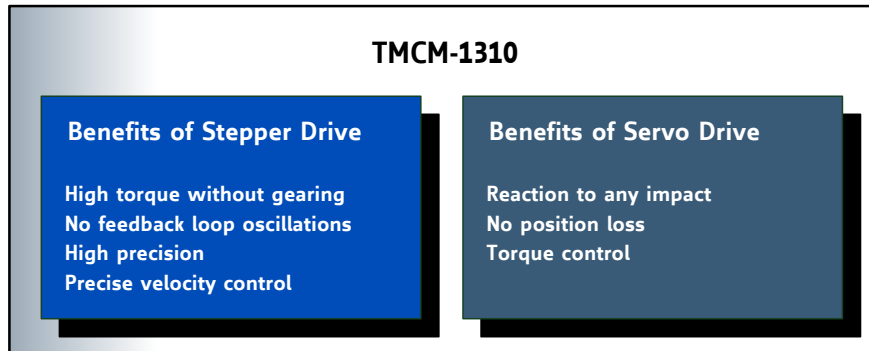 TMCM-1310
Benefits of Stepper Drive
High torque without gearing
No feedback loop oscillations
High precision
Precise velocity control
Benefits of Servo Drive
Reaction to any impact
No position loss
Torque control